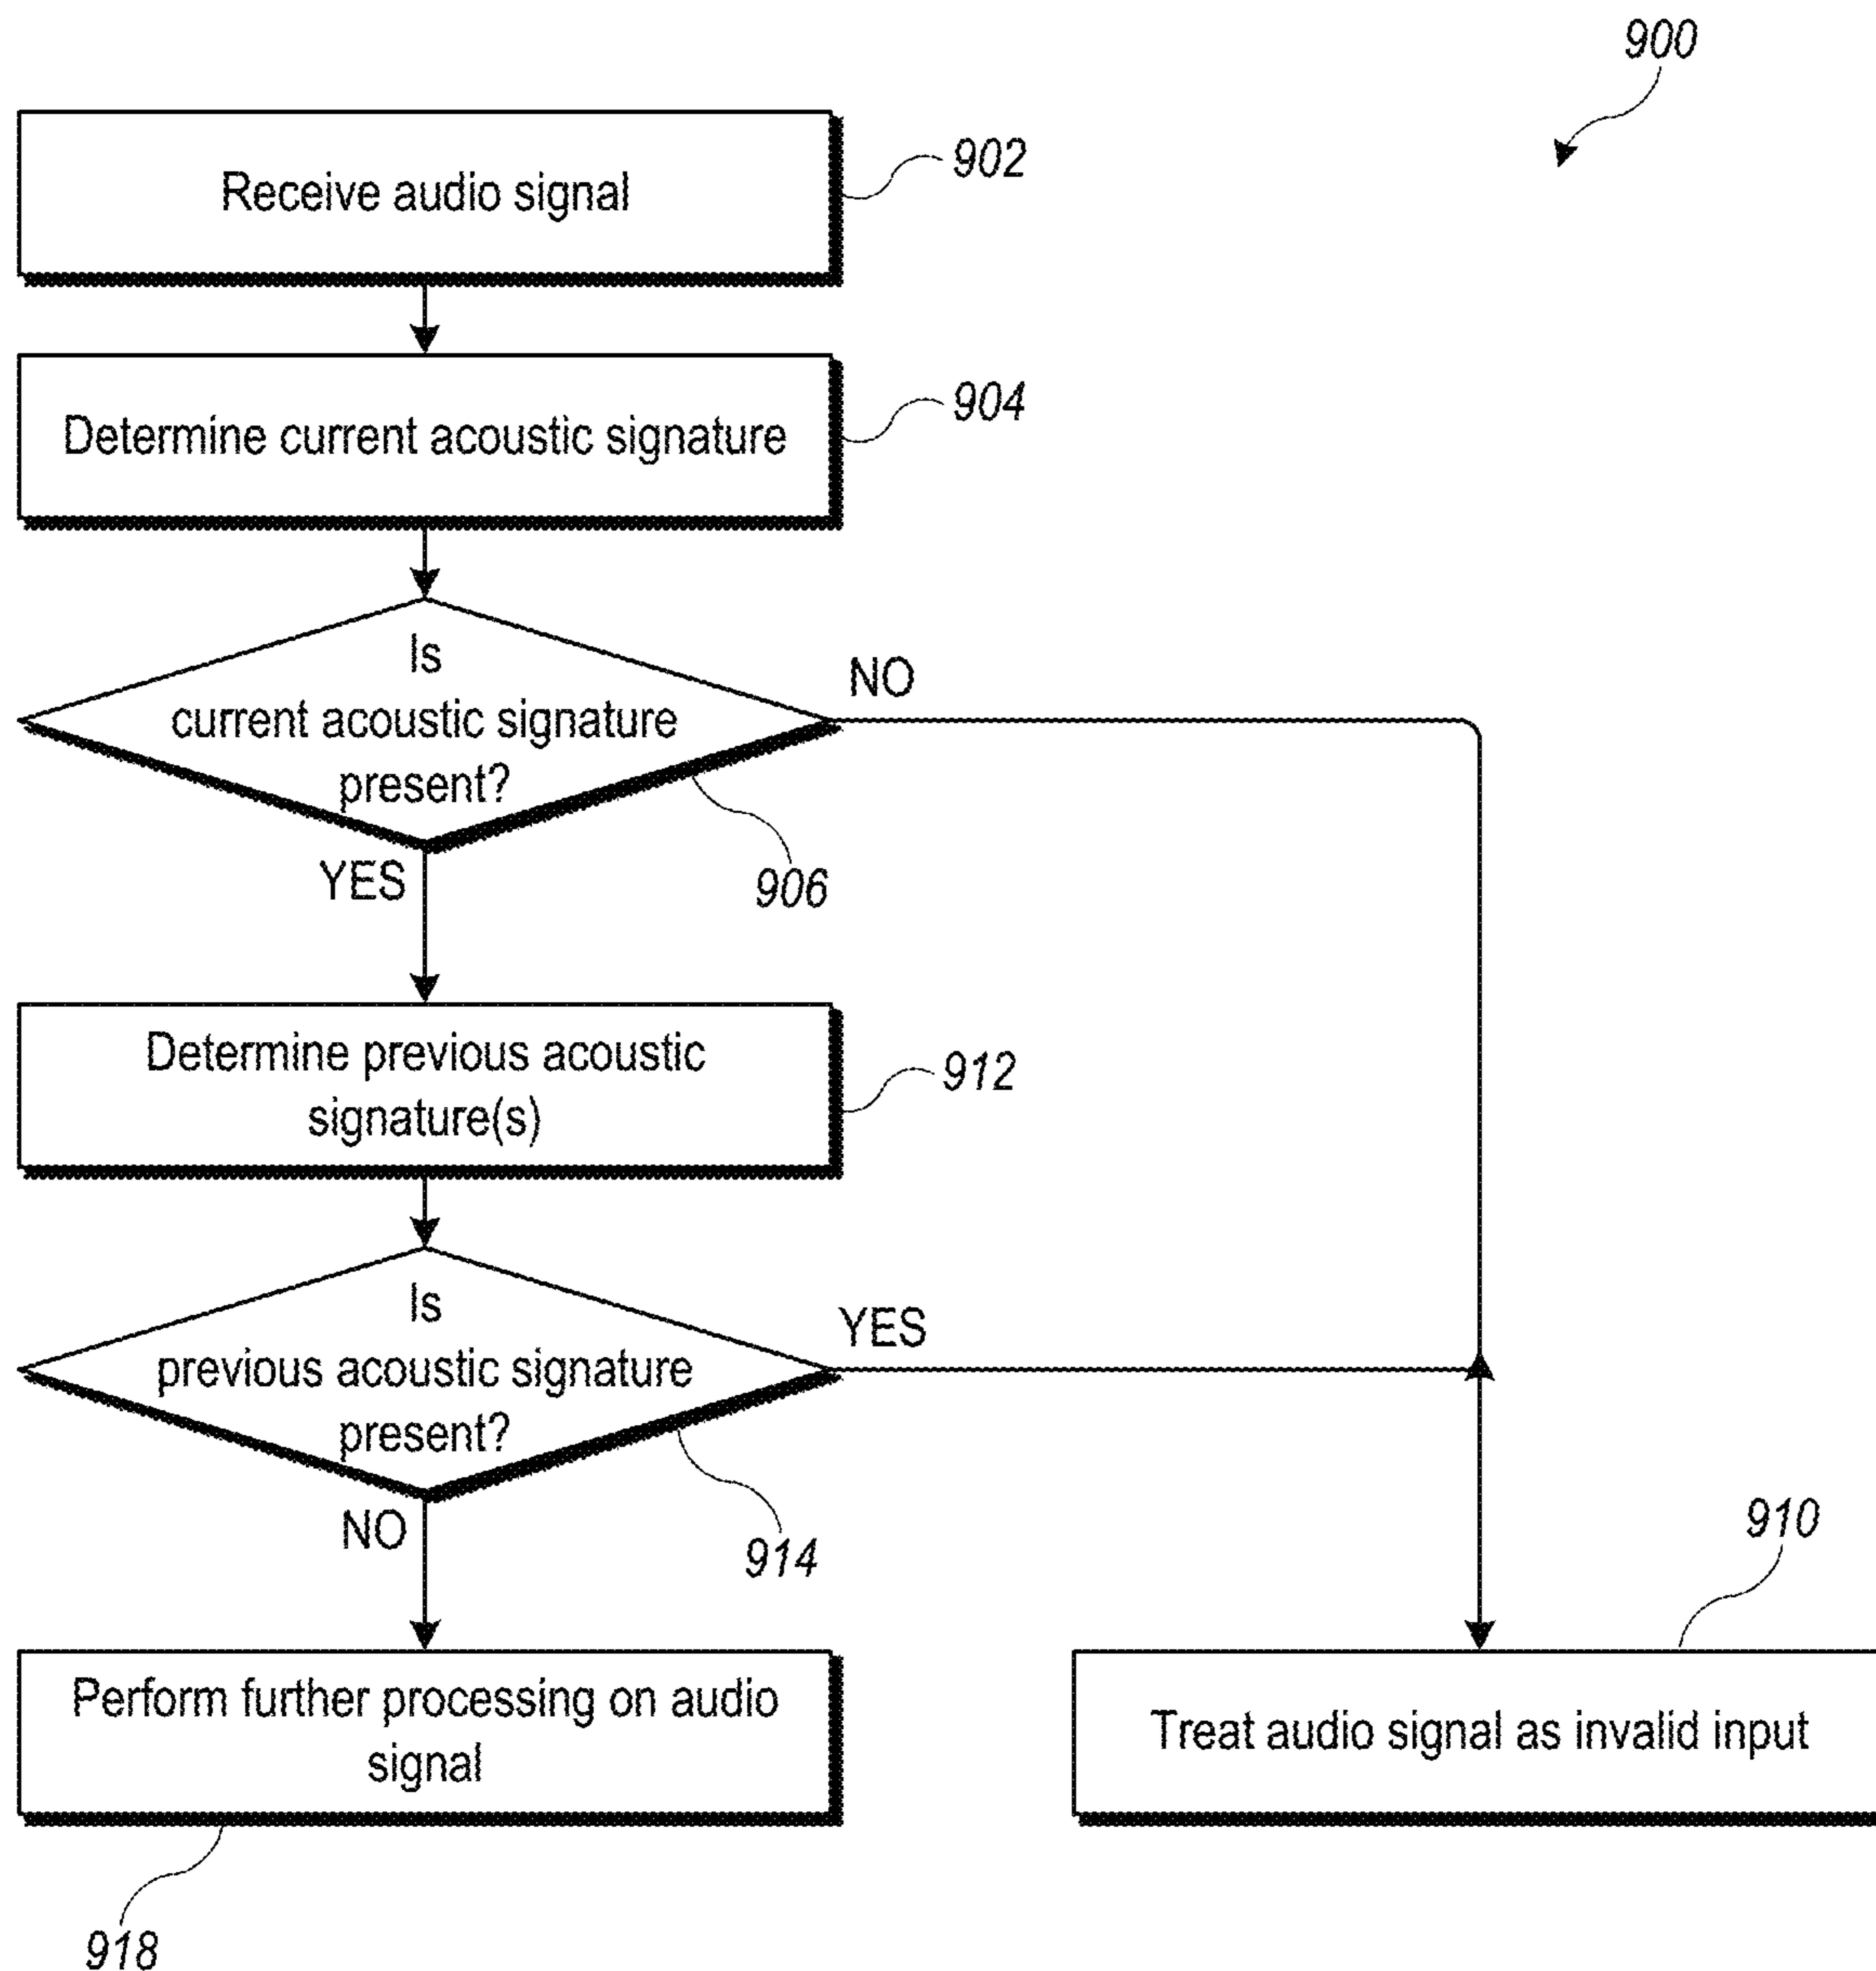 900
Receive audio signal
902
Determine current acoustic signature
904
Is
current acoustic signature
present?
NO
YES
906
Determine previous acoustic
signature(s)
912
Is
previous acoustic signature
present?
YES
NO
914
910
Perform further processing on audio
signal
Treat audio signal as invalid input
918